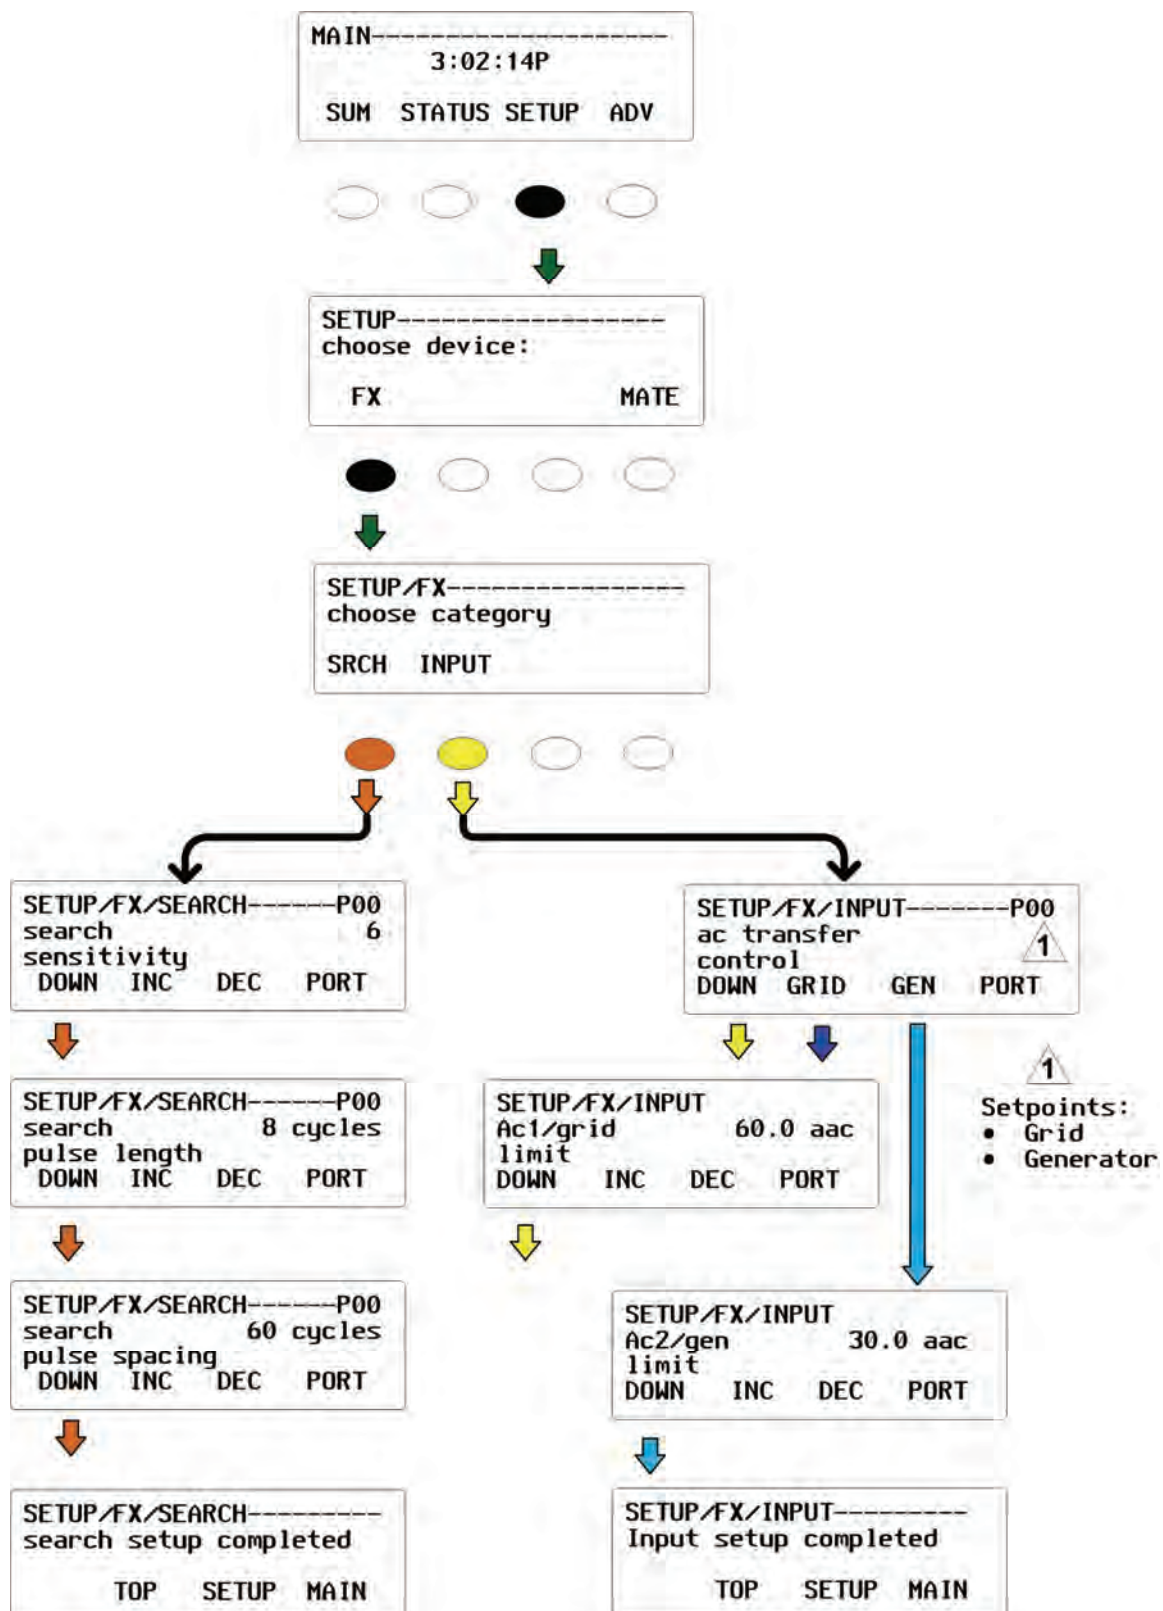 MAIN--------------------
3:02:14P
SUM STATUS SETUP ADV
SETUP------------------
choose device:
FX MATE
SETUP/FX----------------
choose category
SRCH INPUT
SETUP/FX/SEARCH------P00
search 6
sensitivity
DOWN INC DEC PORT
SETUP/FX/SEARCH------P00
search 8 cycles
pulse length
DOWN INC DEC PORT
SETUP/FX/SEARCH------P00
search 60 cycles
pulse spacing
DOWN INC DEC PORT
SETUP/FX/SEARCH---------
search setup completed
TOP SETUP MAIN
SETUP/FX/INPUT-------P00
ac transfer
control 1
DOWN GRID GEN PORT
1
Setpoints:
• Grid
• Generator
SETUP/FX/INPUT
Ac1/grid 60.0 aac
limit
DOWN INC DEC PORT
SETUP/FX/INPUT
Ac2/gen 30.0 aac
limit
DOWN INC DEC PORT
SETUP/FX/INPUT---------
Input setup completed
TOP SETUP MAIN